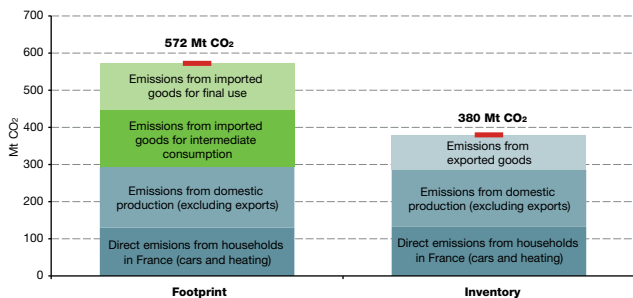 700
600
500
400
300
200
100
0
Mt CO₂
572 Mt CO₂
Emissions from imported
goods for final use
Emissions from imported
goods for intermediate
consumption
Emissions from domestic
production (excluding exports)
Direct emissions from households
in France (cars and heating)
380 Mt CO₂
Emissions from
exported goods
Emissions from domestic
production (excluding exports)
Direct emissions from households
in France (cars and heating)
Footprint
Inventory